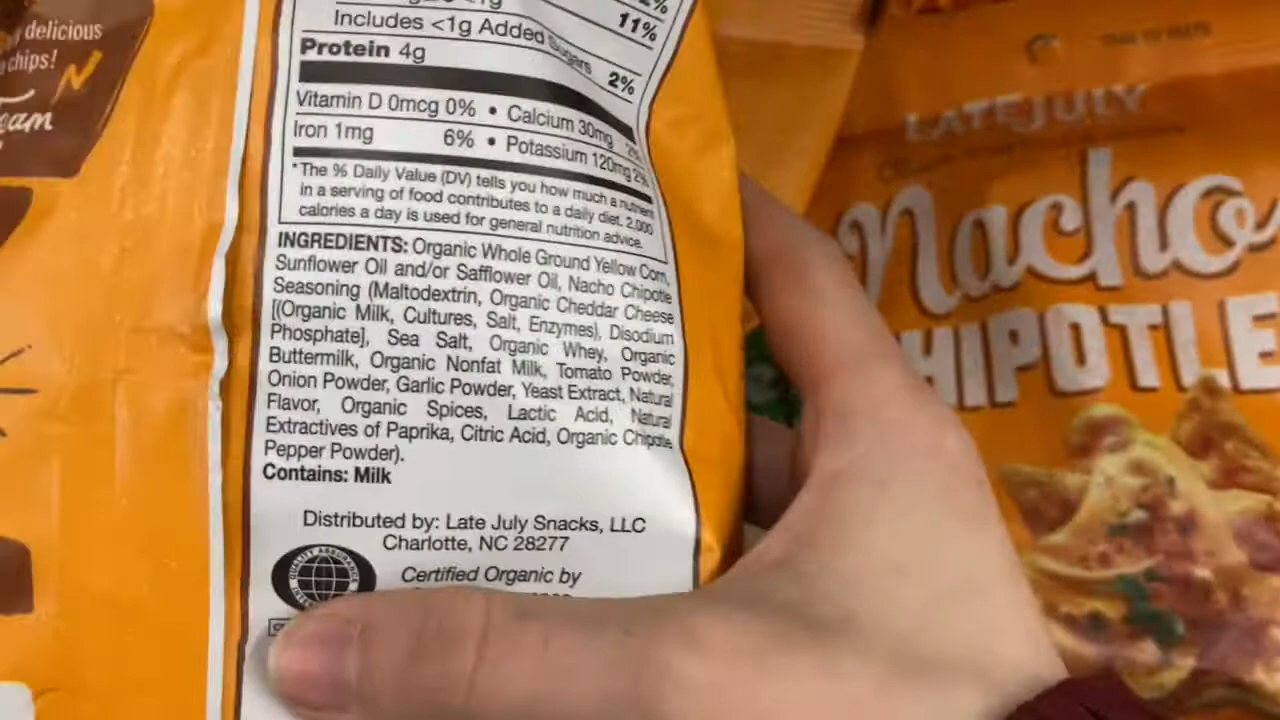 delicious
chips!
11%
Includes <1g Added Sugars 2%
Protein 4g
Vitamin D 0mcg 0% • Calcium 30mg 2%
Iron 1mg 6% • Potassium 120mg 2%
*The % Daily Value (DV) tells you how much a nutrient
in a serving of food contributes to a daily diet. 2,000
calories a day is used for general nutrition advice.
INGREDIENTS: Organic Whole Ground Yellow Corn,
Sunflower Oil and/or Safflower Oil, Nacho Chipotle
Seasoning (Maltodextrin, Organic Cheddar Cheese
[(Organic Milk, Cultures, Salt, Enzymes), Disodium
Phosphate], Sea Salt, Organic Whey, Organic
Buttermilk, Organic Nonfat Milk, Tomato Powder,
Onion Powder, Garlic Powder, Yeast Extract, Natural
Flavor, Organic Spices, Lactic Acid, Natural
Extractives of Paprika, Citric Acid, Organic Chipotle
Pepper Powder).
Contains: Milk
Distributed by: Late July Snacks, LLC
Charlotte, NC 28277
QUALITY ASSURANCE
Certified Organic by
LATE JULY
Nacho
HIPOTLE